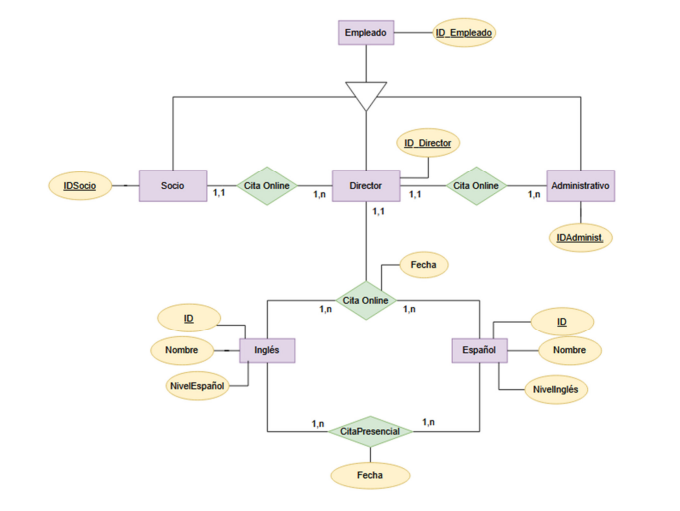 Empleado
ID_Empleado
ID_Director
IDSocio
Socio
1,1
Cita Online
1,n
Director
1,1
Cita Online
1,n
Administrativo
1,1
IDAdminist.
Fecha
Cita Online
1,n
1,n
ID
ID
Nombre
Inglés
Español
Nombre
NivelEspañol
NivelInglés
1,n
CitaPresencial
1,n
Fecha